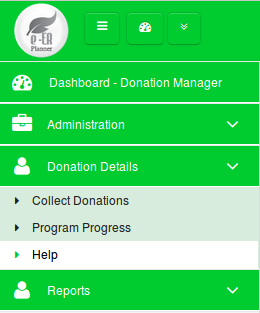 e-ER
Planner
Dashboard - Donation Manager
Administration
Donation Details
Collect Donations
Program Progress
Help
Reports